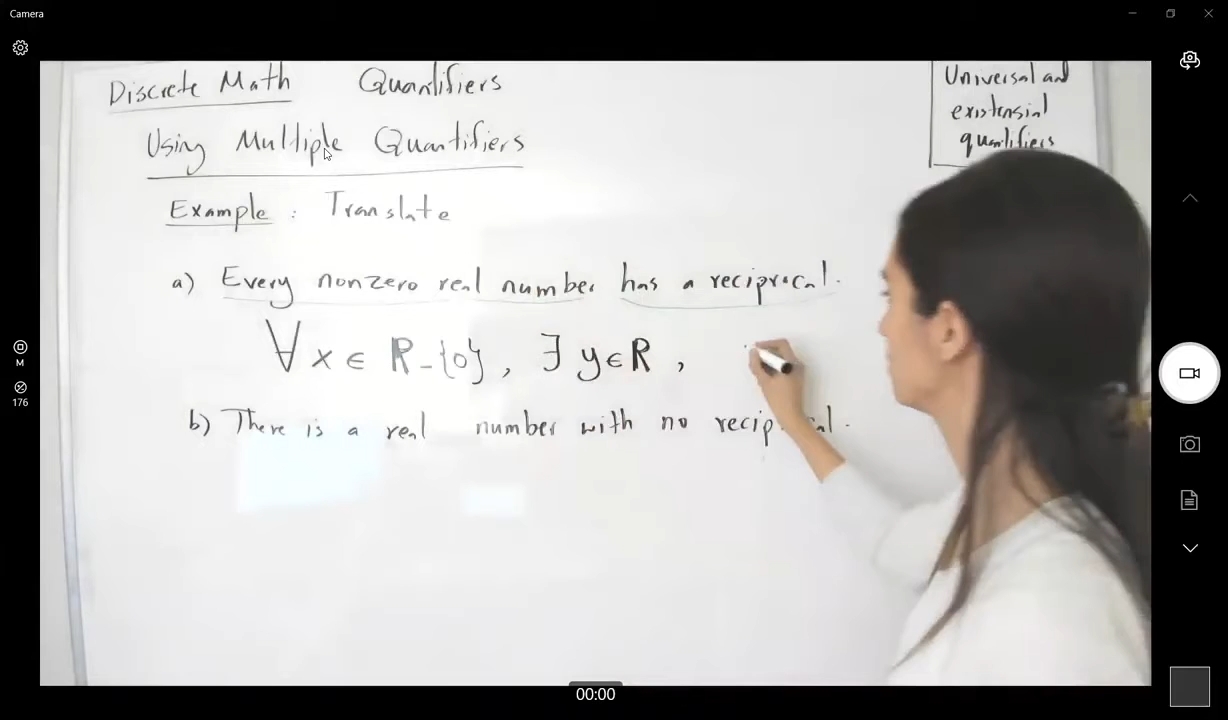 Camera
Discrete Math Quantifiers
Universal and
existensial
quantifiers
Using Multiple Quantifiers
Example : Translate
a) Every nonzero real number has a reciprocal.
∀ x ∈ R - {0} , ∃ y ∈ R ,
b) There is a real number with no reciprocal.
M
176
00:00